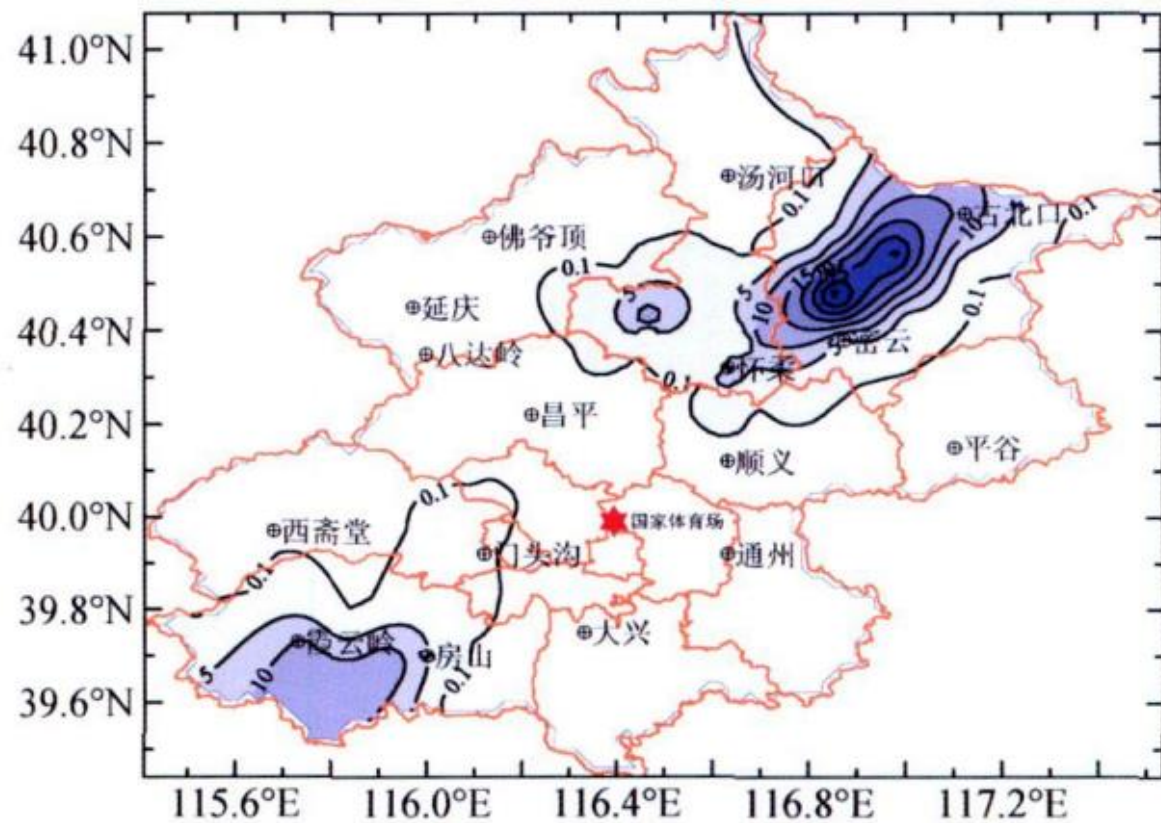 41.0°N
40.8°N
40.6°N
40.4°N
40.2°N
40.0°N
39.8°N
39.6°N
汤河口
0.1
古北口
0.1
10
佛爷顶
0.1
15
5
5
10
0.1
延庆
密云
5
八达岭
怀柔
0.1
昌平
顺义
平谷
0.1
国家体育场
西斋堂
门头沟
通州
0.1
大兴
霞云岭
房山
5
10
0.1
115.6°E
116.0°E
116.4°E
116.8°E
117.2°E